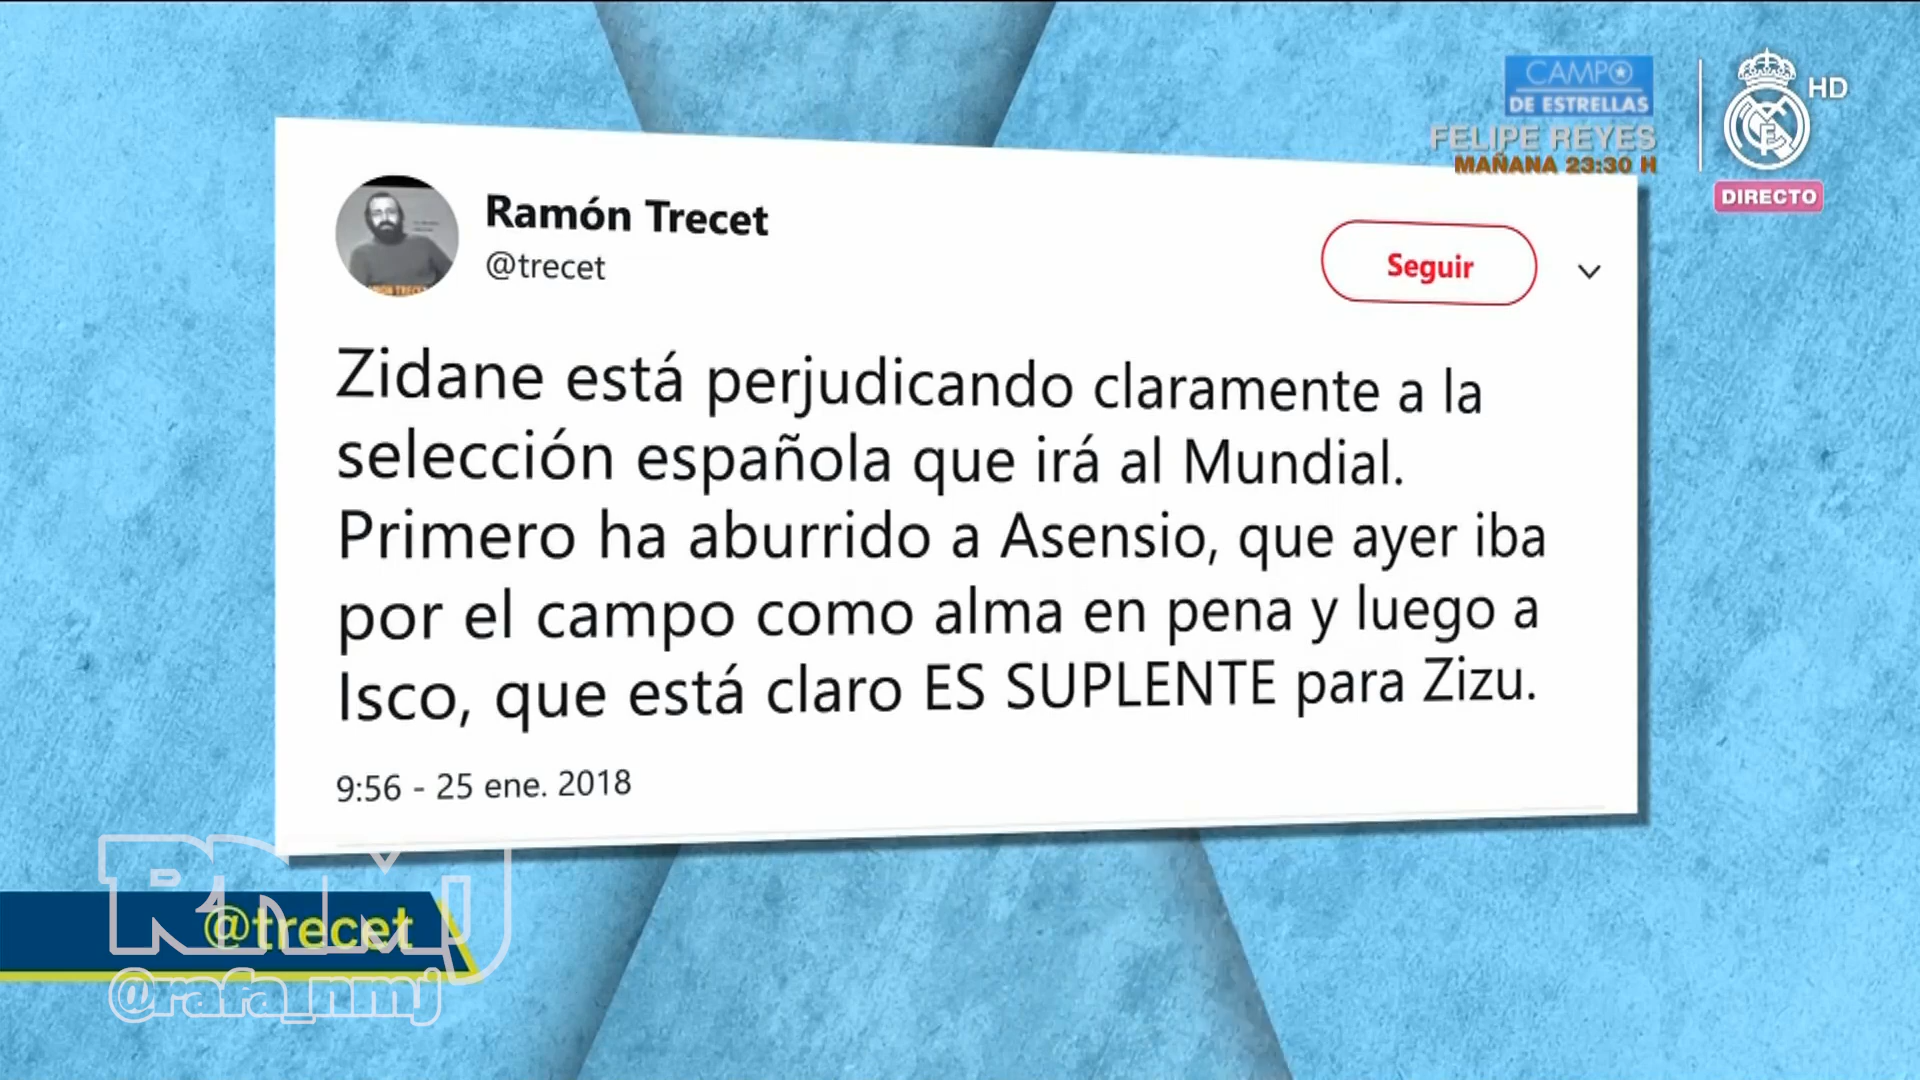 CAMPO
DE ESTRELLAS
FELIPE REYES
MAÑANA 23:30 H
HD
DIRECTO
Ramón Trecet
@trecet
Seguir
Zidane está perjudicando claramente a la
selección española que irá al Mundial.
Primero ha aburrido a Asensio, que ayer iba
por el campo como alma en pena y luego a
Isco, que está claro ES SUPLENTE para Zizu.
9:56 - 25 ene. 2018
@trecet
RNMJ
@rafa_nmj